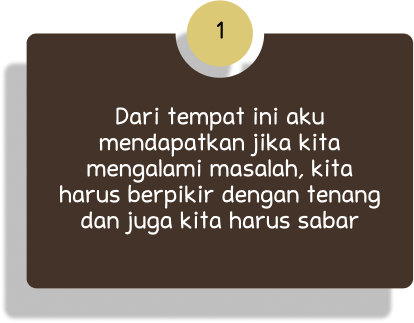 1
Dari tempat ini aku
mendapatkan jika kita
mengalami masalah, kita
harus berpikir dengan tenang
dan juga kita harus sabar